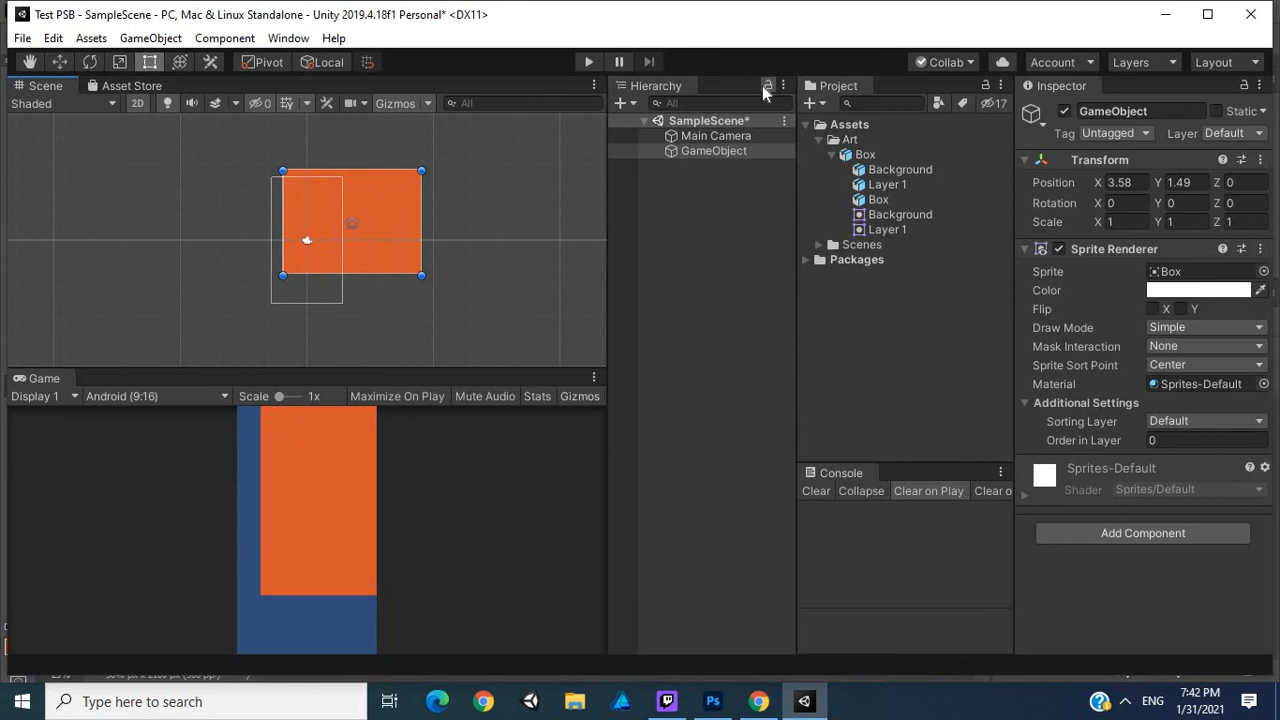 Test PSB - SampleScene - PC, Mac & Linux Standalone - Unity 2019.4.18f1 Personal* <DX11>
File Edit Assets GameObject Component Window Help
Pivot Local Collab Account Layers Layout
Scene Asset Store
Shaded 2D 0 Gizmos All
Hierarchy
All
SampleScene*
Main Camera
GameObject
Project
17
Assets
Art
Box
Background
Layer 1
Box
Background
Layer 1
Scenes
Packages
Inspector
GameObject Static
Tag Untagged Layer Default
Transform
Position X 3.58 Y 1.49 Z 0
Rotation X 0 Y 0 Z 0
Scale X 1 Y 1 Z 1
Sprite Renderer
Sprite Box
Color
Flip X Y
Draw Mode Simple
Mask Interaction None
Sprite Sort Point Center
Material Sprites-Default
Additional Settings
Sorting Layer Default
Order in Layer 0
Sprites-Default
Shader Sprites/Default
Add Component
Game
Display 1 Android (9:16) Scale 1x Maximize On Play Mute Audio Stats Gizmos
Console
Clear Collapse Clear on Play Clear o
Type here to search
Ps
ENG
7:42 PM
1/31/2021